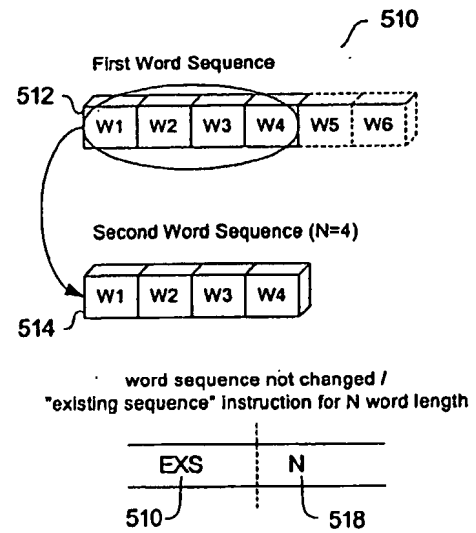 510
First Word Sequence
512
W1 W2 W3 W4 W5 W6
Second Word Sequence (N=4)
W1 W2 W3 W4
514
word sequence not changed /
"existing sequence" instruction for N word length
EXS N
510 518